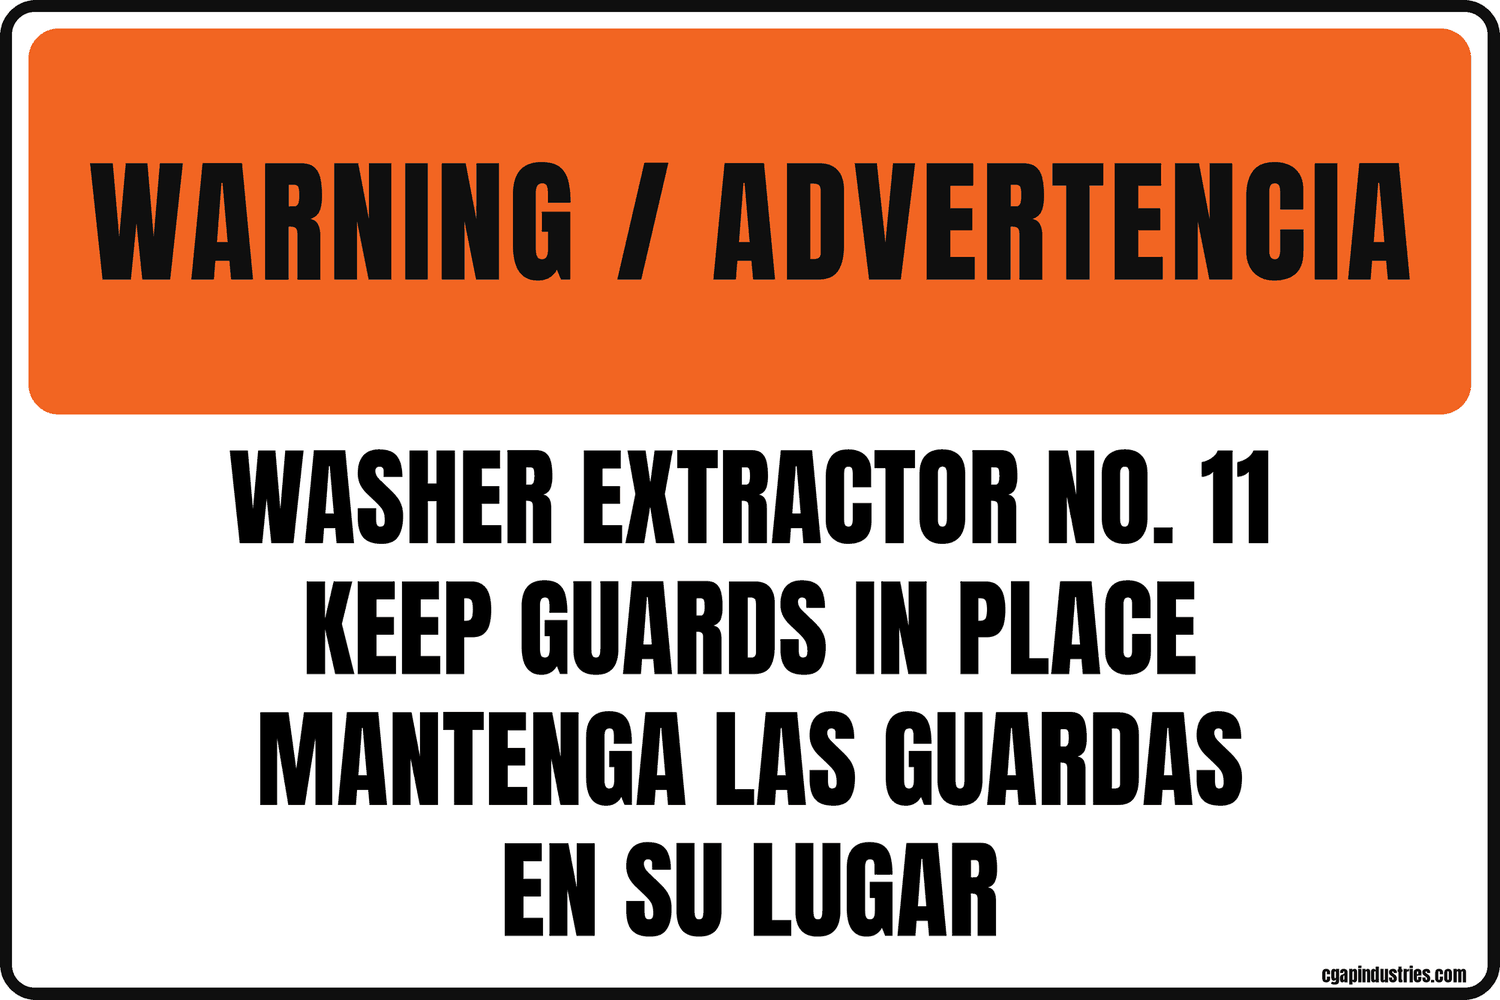 WARNING / ADVERTENCIA
WASHER EXTRACTOR NO. 11
KEEP GUARDS IN PLACE
MANTENGA LAS GUARDAS
EN SU LUGAR
cgapindustries.com